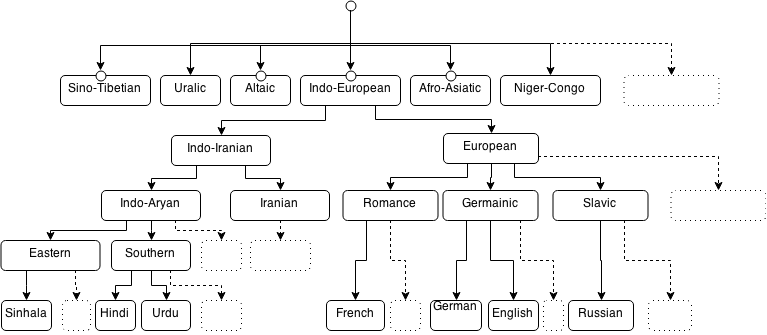 Sino-Tibetian
Uralic
Altaic
Indo-European
Afro-Asiatic
Niger-Congo
Indo-Iranian
European
Indo-Aryan
Iranian
Romance
Germainic
Slavic
Eastern
Southern
Sinhala
Hindi
Urdu
French
German
English
Russian